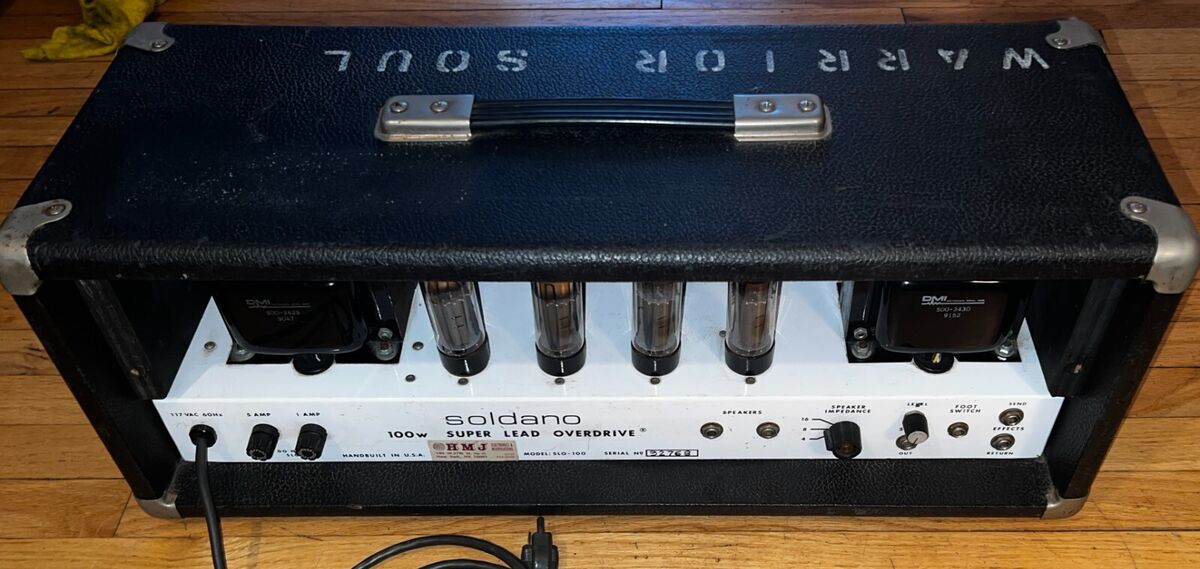 WARRIOR SOUL
DMI
500-3430
9152
117 VAC 60Hz
5 AMP
1 AMP
soldano
100w SUPER LEAD OVERDRIVE®
HANDBUILT IN U.S.A.
HMJ
MODEL: SLO-100
SERIAL No
SPEAKERS
SPEAKER
IMPEDANCE
16
8
4
LEVEL
OUT
FOOT
SWITCH
SEND
EFFECTS
RETURN